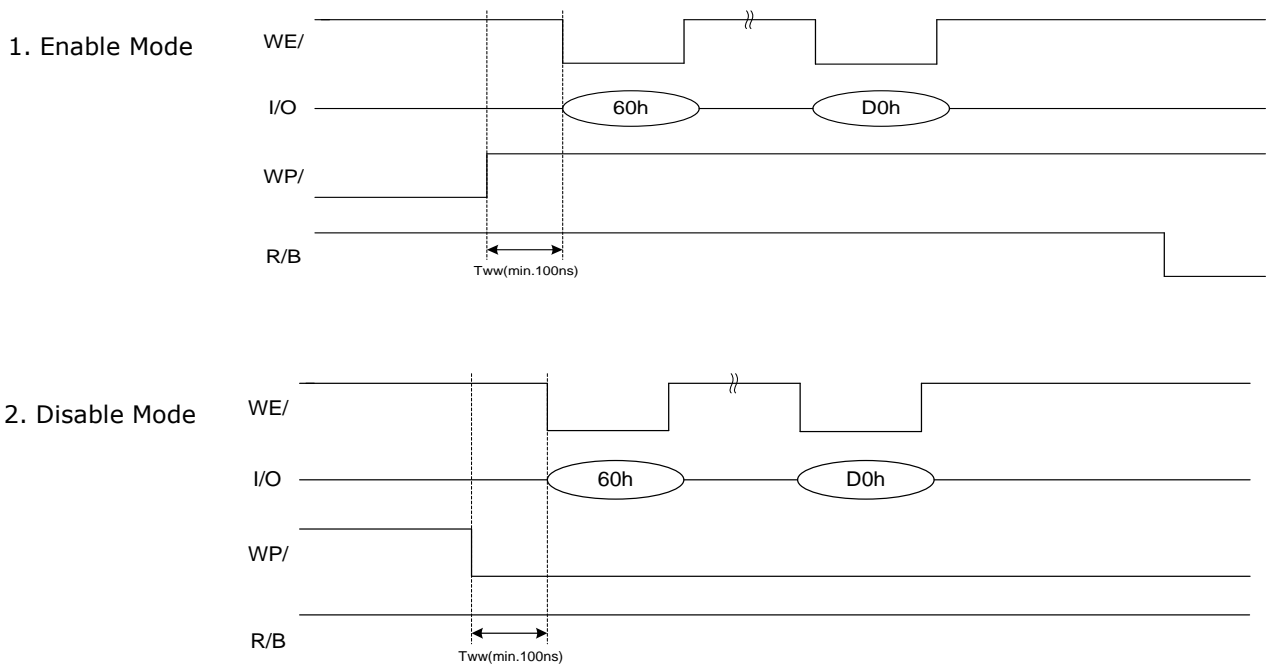 1. Enable Mode
WE/
I/O
60h
D0h
WP/
R/B
Tww(min.100ns)
2. Disable Mode
WE/
I/O
60h
D0h
WP/
R/B
Tww(min.100ns)